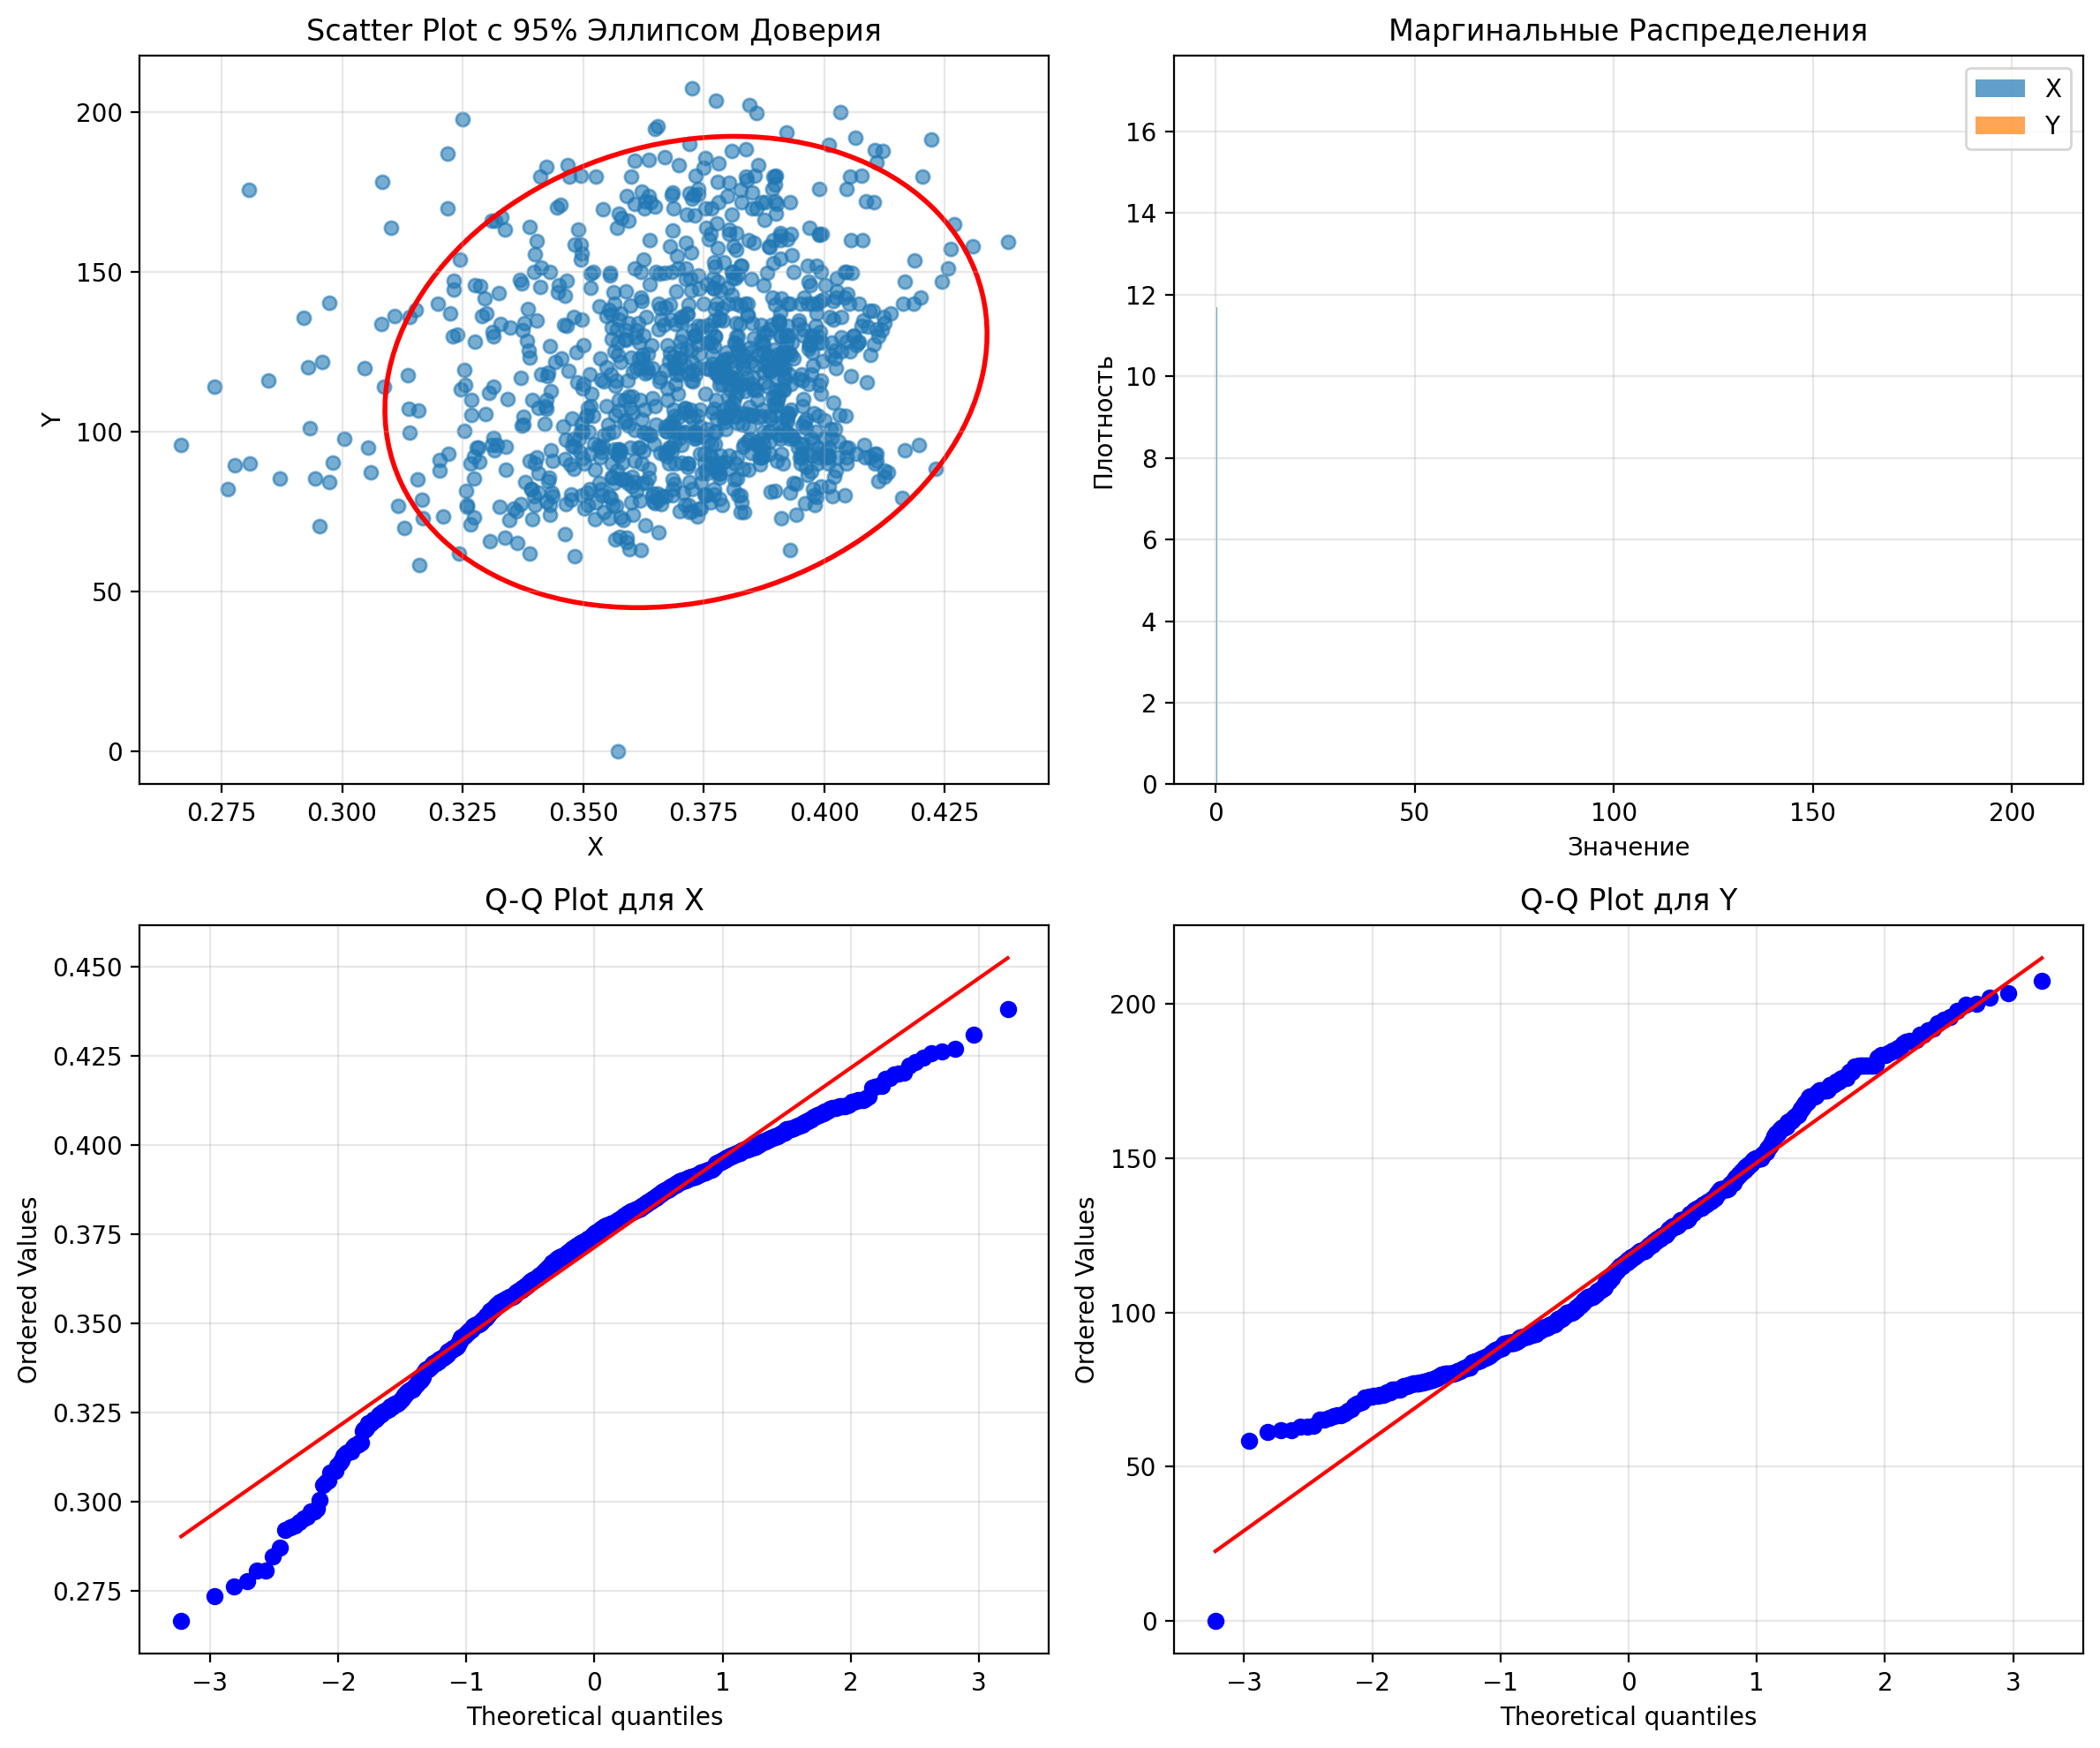 Scatter Plot с 95% Эллипсом Доверия
200
150
100
50
0
Y
0.275 0.300 0.325 0.350 0.375 0.400 0.425
X
Маргинальные Распределения
X
Y
16
14
12
10
8
6
4
2
0
Плотность
0 50 100 150 200
Значение
Q-Q Plot для X
0.450
0.425
0.400
0.375
0.350
0.325
0.300
0.275
Ordered Values
−3 −2 −1 0 1 2 3
Theoretical quantiles
Q-Q Plot для Y
200
150
100
50
0
Ordered Values
−3 −2 −1 0 1 2 3
Theoretical quantiles